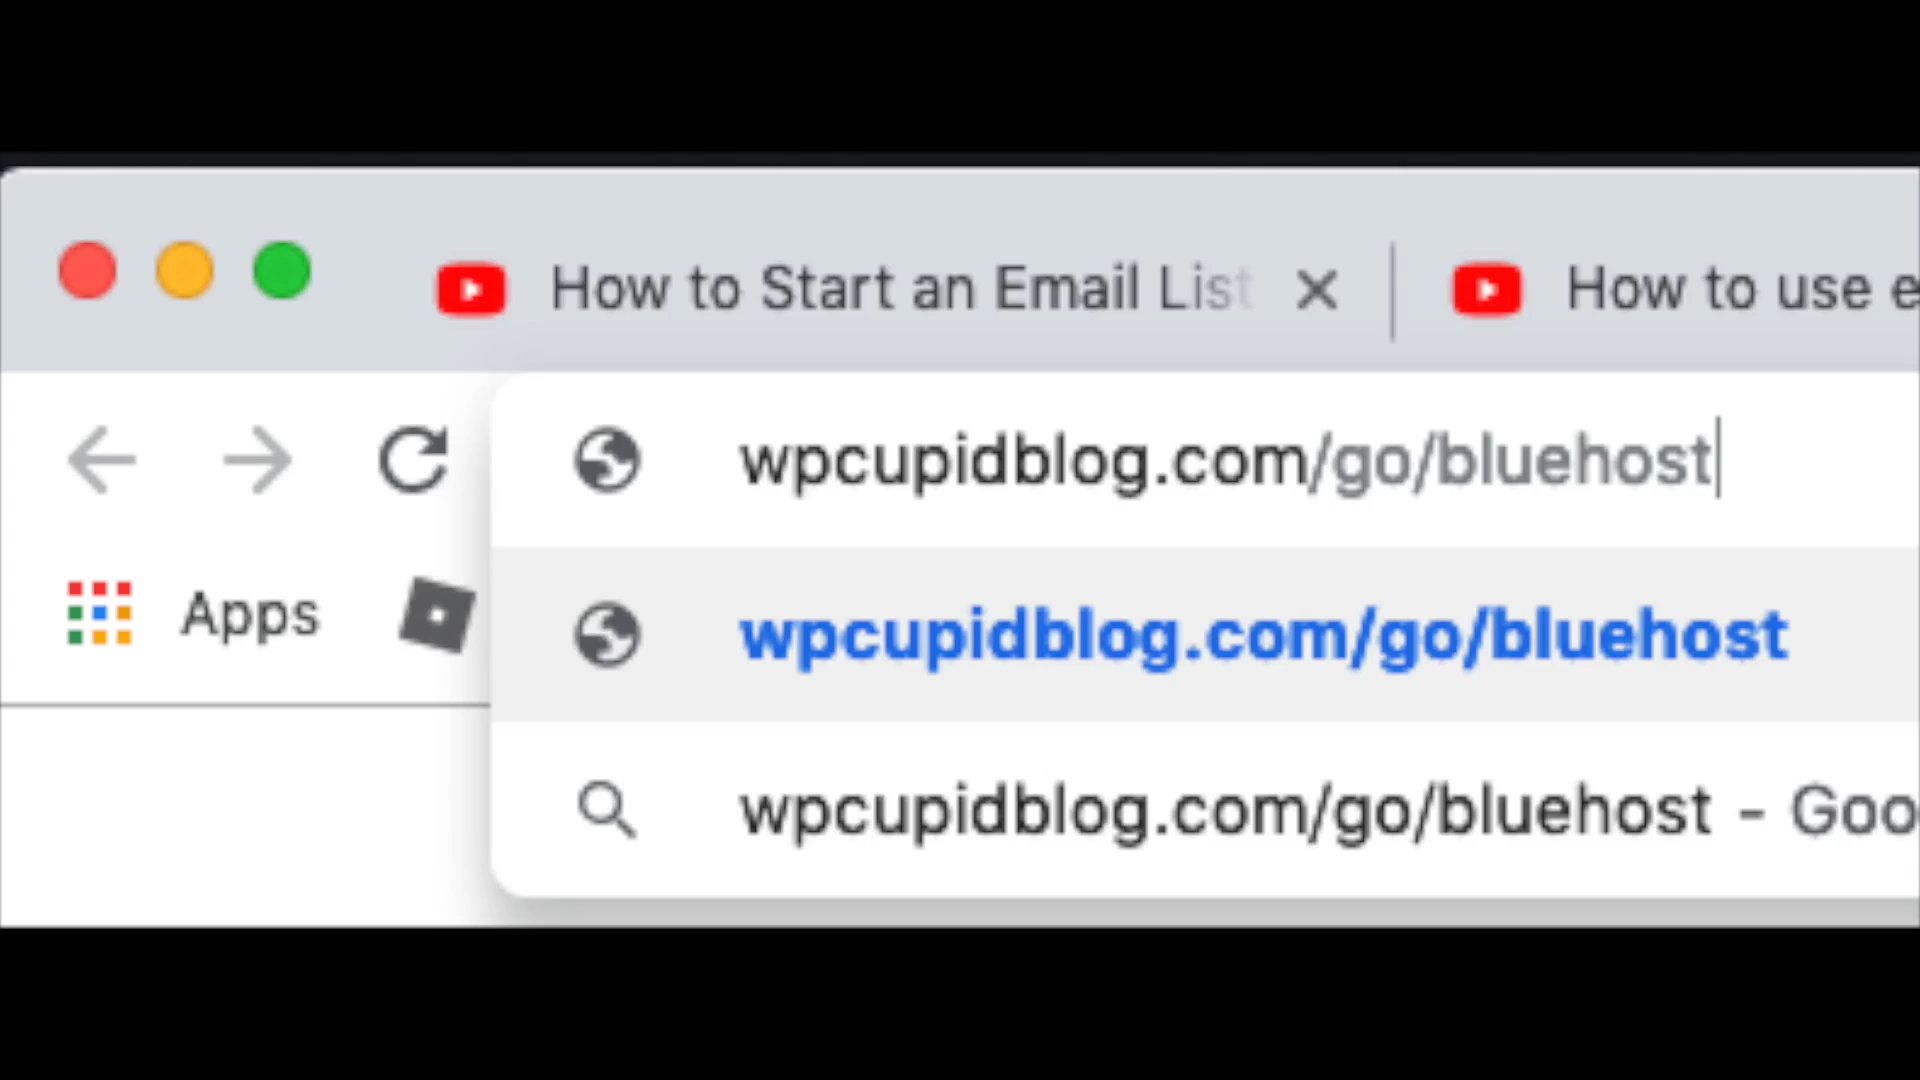 How to Start an Email List
How to use e
wpcupidblog.com/go/bluehost
Apps
wpcupidblog.com/go/bluehost
wpcupidblog.com/go/bluehost - Goo